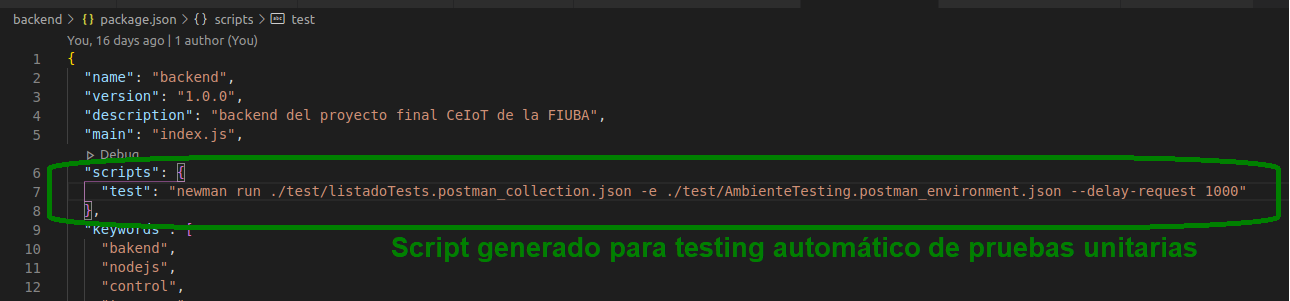 backend > {} package.json > {} scripts > abc test
You, 16 days ago | 1 author (You)
1 {
2 "name": "backend",
3 "version": "1.0.0",
4 "description": "backend del proyecto final CeIoT de la FIUBA",
5 "main": "index.js",
Debug
6 "scripts": {
7 "test": "newman run ./test/listadoTests.postman_collection.json -e ./test/AmbienteTesting.postman_environment.json --delay-request 1000"
8 },
9 "keywords": [
Script generado para testing automático de pruebas unitarias
10 "bakend",
11 "nodejs",
12 "control",